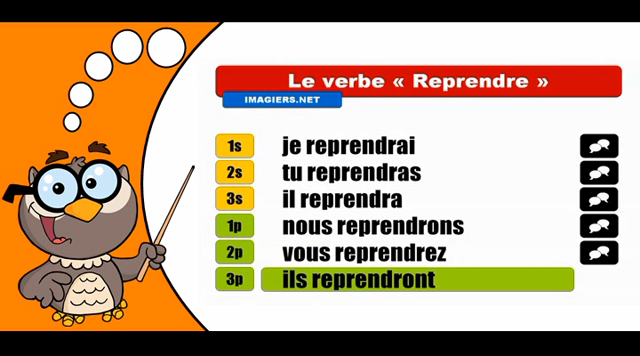 Le verbe « Reprendre »
IMAGIERS.NET
1s je reprendrai
2s tu reprendras
3s il reprendra
1p nous reprendrons
2p vous reprendrez
3p ils reprendront